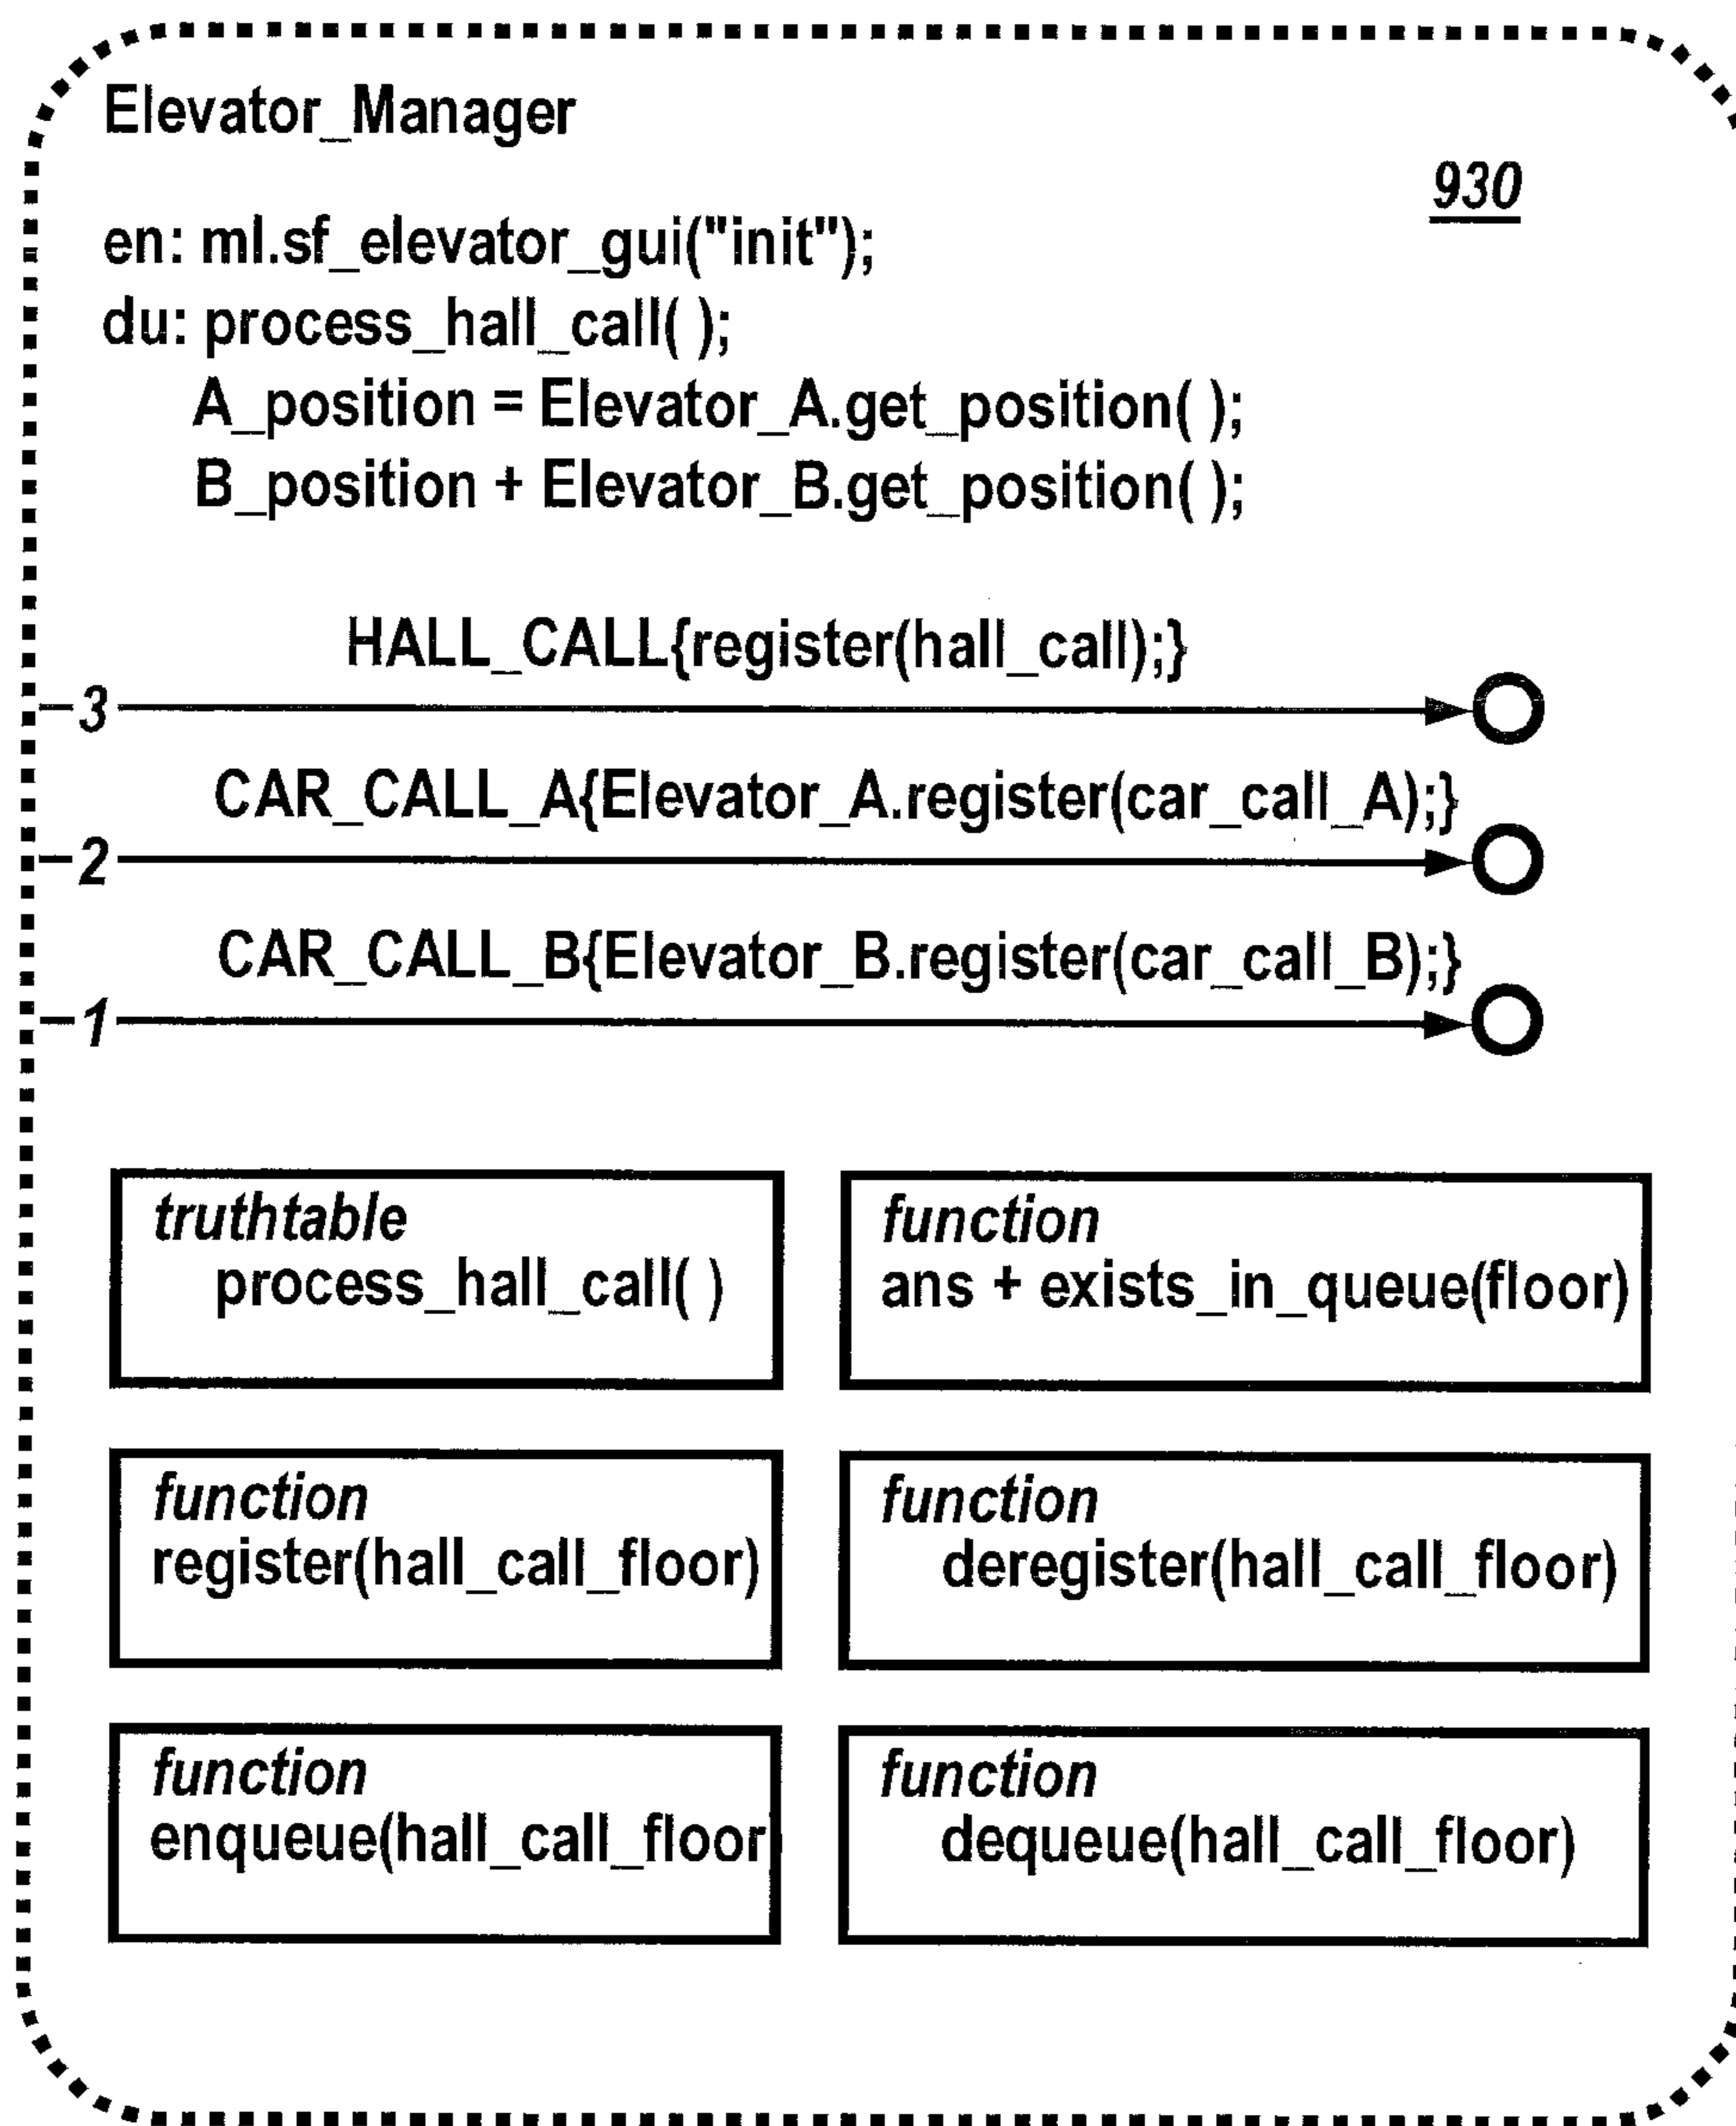 Elevator_Manager
930
en: ml.sf_elevator_gui("init");
du: process_hall_call( );
A_position = Elevator_A.get_position( );
B_position + Elevator_B.get_position( );
HALL_CALL{register(hall_call);}
3
CAR_CALL_A{Elevator_A.register(car_call_A);}
2
CAR_CALL_B{Elevator_B.register(car_call_B);}
1
truthtable
process_hall_call( )
function
ans + exists_in_queue(floor)
function
register(hall_call_floor)
function
deregister(hall_call_floor)
function
enqueue(hall_call_floor
function
dequeue(hall_call_floor)